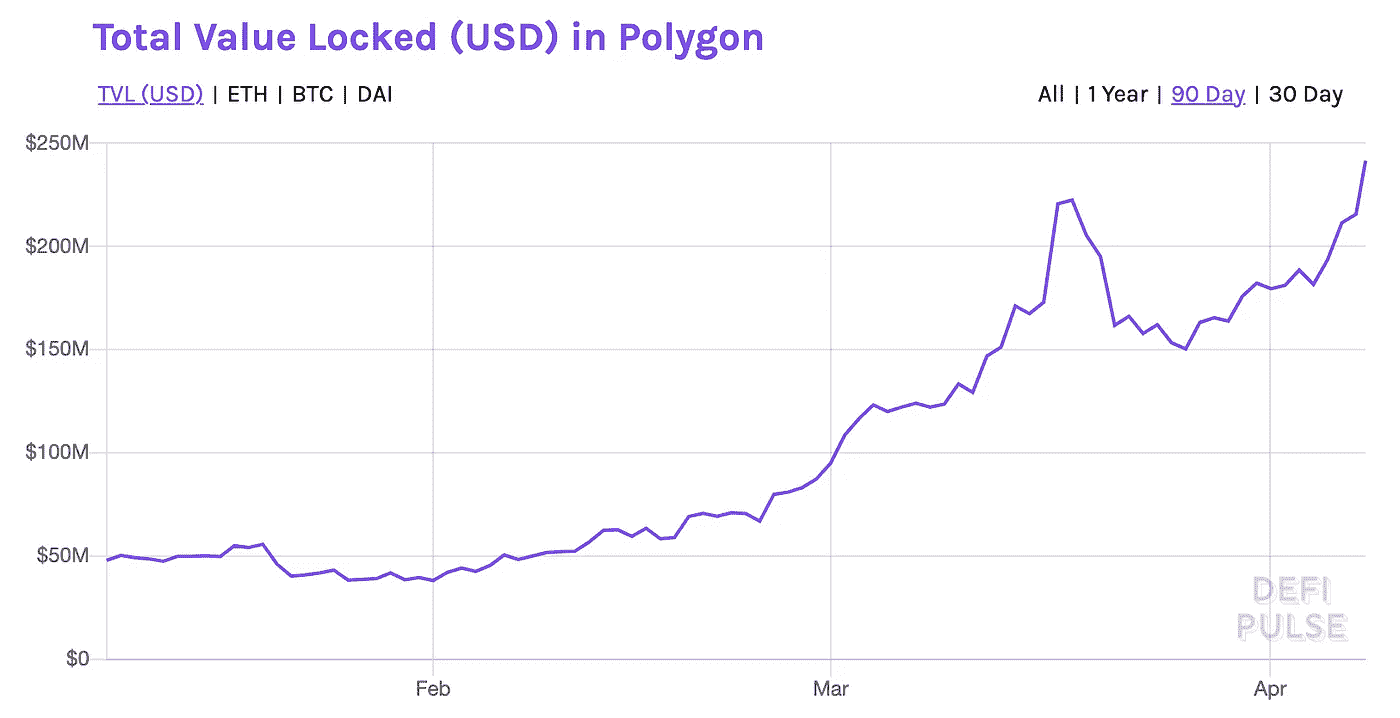 Total Value Locked (USD) in Polygon
TVL (USD) | ETH | BTC | DAI
All | 1 Year | 90 Day | 30 Day
$250M
$200M
$150M
$100M
$50M
$0
Feb
Mar
Apr
DEFI
PULSE